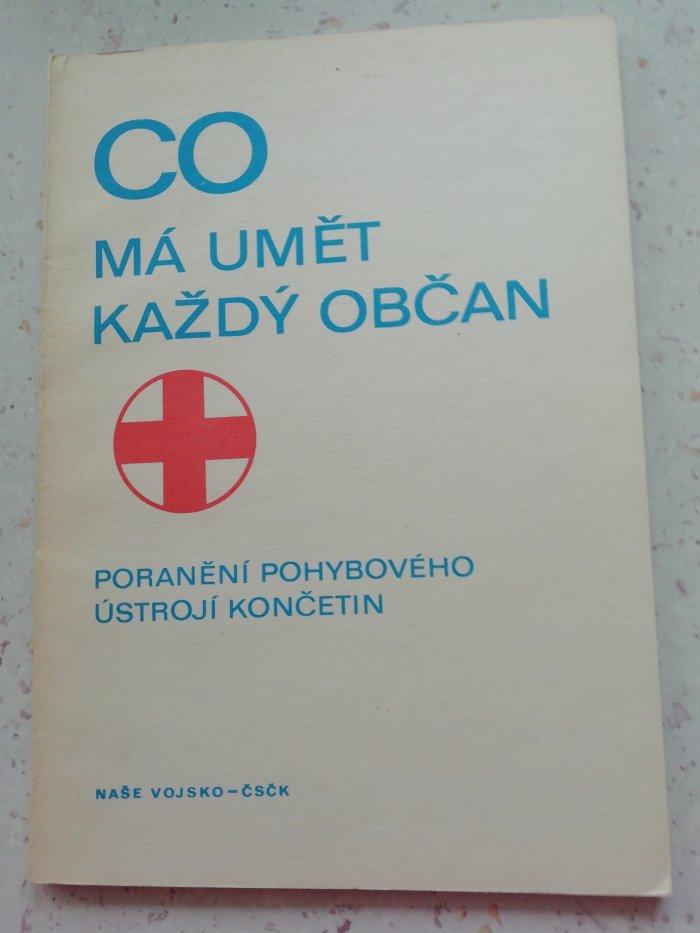 CO
MÁ UMĚT
KAŽDÝ OBČAN
PORANĚNÍ POHYBOVÉHO
ÚSTROJÍ KONČETIN
NAŠE VOJSKO–ČSČK